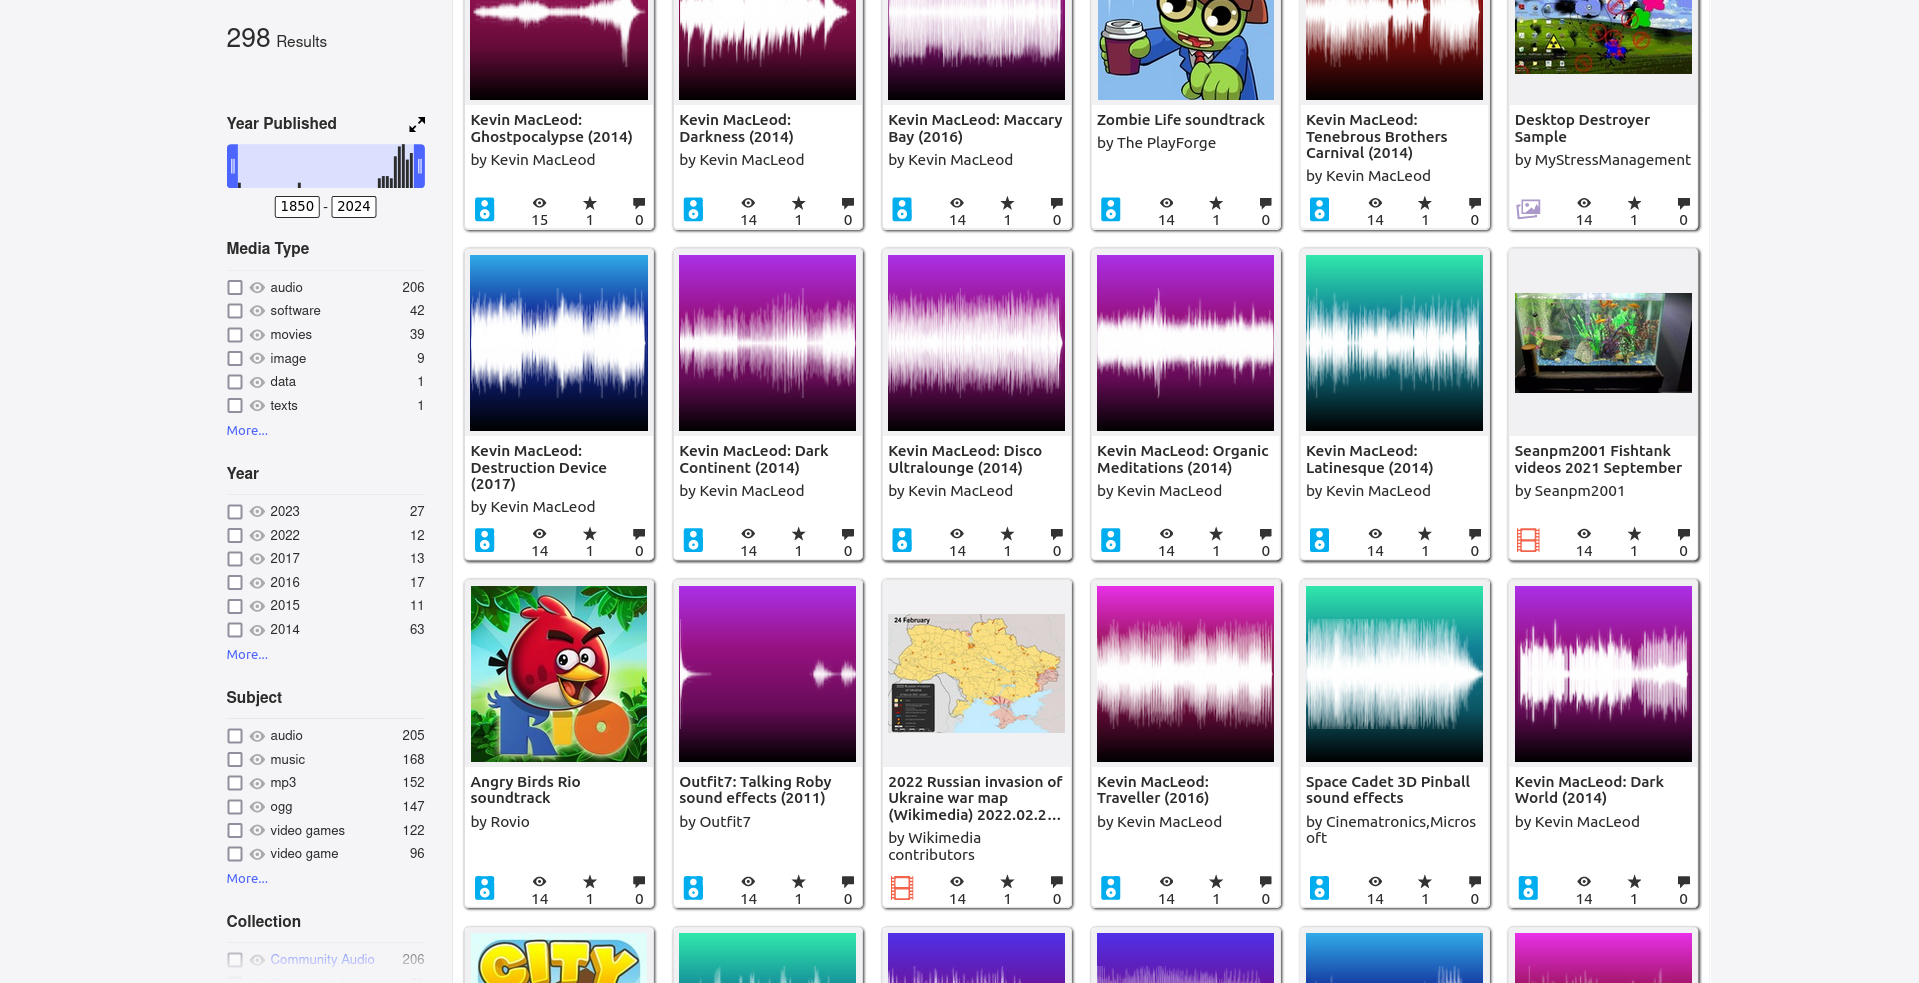 298 Results
Year Published
1850 - 2024
Media Type
audio 206
software 42
movies 39
image 9
data 1
texts 1
More...
Year
2023 27
2022 12
2017 13
2016 17
2015 11
2014 63
More...
Subject
audio 205
music 168
mp3 152
ogg 147
video games 122
video game 96
More...
Collection
Community Audio 206
Kevin MacLeod:
Ghostpocalypse (2014)
by Kevin MacLeod
15 1 0
Kevin MacLeod:
Darkness (2014)
by Kevin MacLeod
14 1 0
Kevin MacLeod: Maccary
Bay (2016)
by Kevin MacLeod
14 1 0
Zombie Life soundtrack
by The PlayForge
14 1 0
Kevin MacLeod:
Tenebrous Brothers
Carnival (2014)
by Kevin MacLeod
14 1 0
Desktop Destroyer
Sample
by MyStressManagement
14 1 0
Kevin MacLeod:
Destruction Device
(2017)
by Kevin MacLeod
14 1 0
Kevin MacLeod: Dark
Continent (2014)
by Kevin MacLeod
14 1 0
Kevin MacLeod: Disco
Ultralounge (2014)
by Kevin MacLeod
14 1 0
Kevin MacLeod: Organic
Meditations (2014)
by Kevin MacLeod
14 1 0
Kevin MacLeod:
Latinesque (2014)
by Kevin MacLeod
14 1 0
Seanpm2001 Fishtank
videos 2021 September
by Seanpm2001
14 1 0
RIO
Angry Birds Rio
soundtrack
by Rovio
14 1 0
Outfit7: Talking Roby
sound effects (2011)
by Outfit7
14 1 0
24 February
2022 Russian invasion of
Ukraine war map
(Wikimedia) 2022.02.2...
by Wikimedia
contributors
14 1 0
Kevin MacLeod:
Traveller (2016)
by Kevin MacLeod
14 1 0
Space Cadet 3D Pinball
sound effects
by Cinematronics,Micros
oft
14 1 0
Kevin MacLeod: Dark
World (2014)
by Kevin MacLeod
14 1 0
CITY